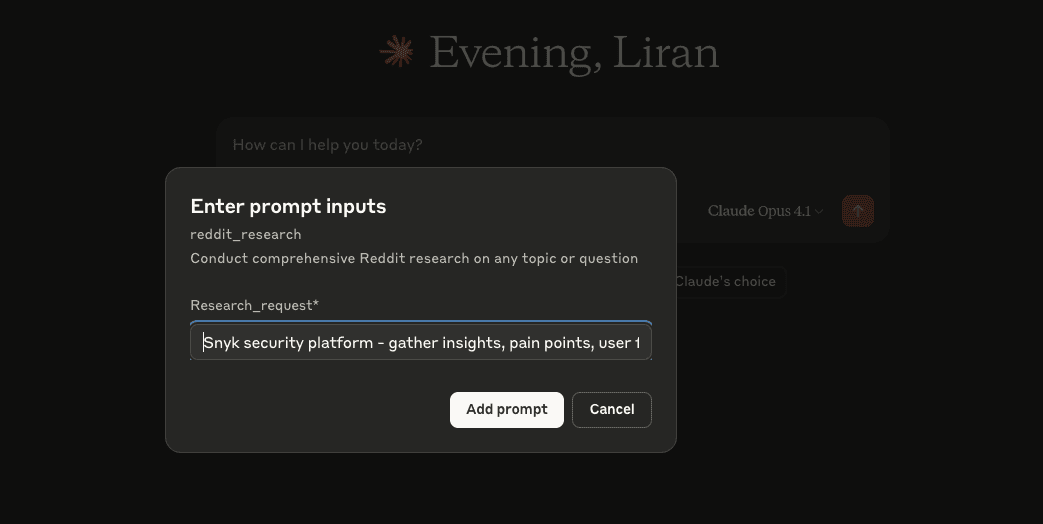 Evening, Liran
How can I help you today?
Claude Opus 4.1
Claude's choice
Enter prompt inputs
reddit_research
Conduct comprehensive Reddit research on any topic or question
Research_request*
Snyk security platform - gather insights, pain points, user
Add prompt
Cancel